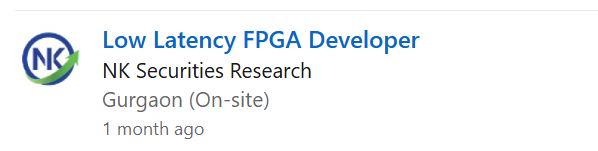 NK
Low Latency FPGA Developer
NK Securities Research
Gurgaon (On-site)
1 month ago